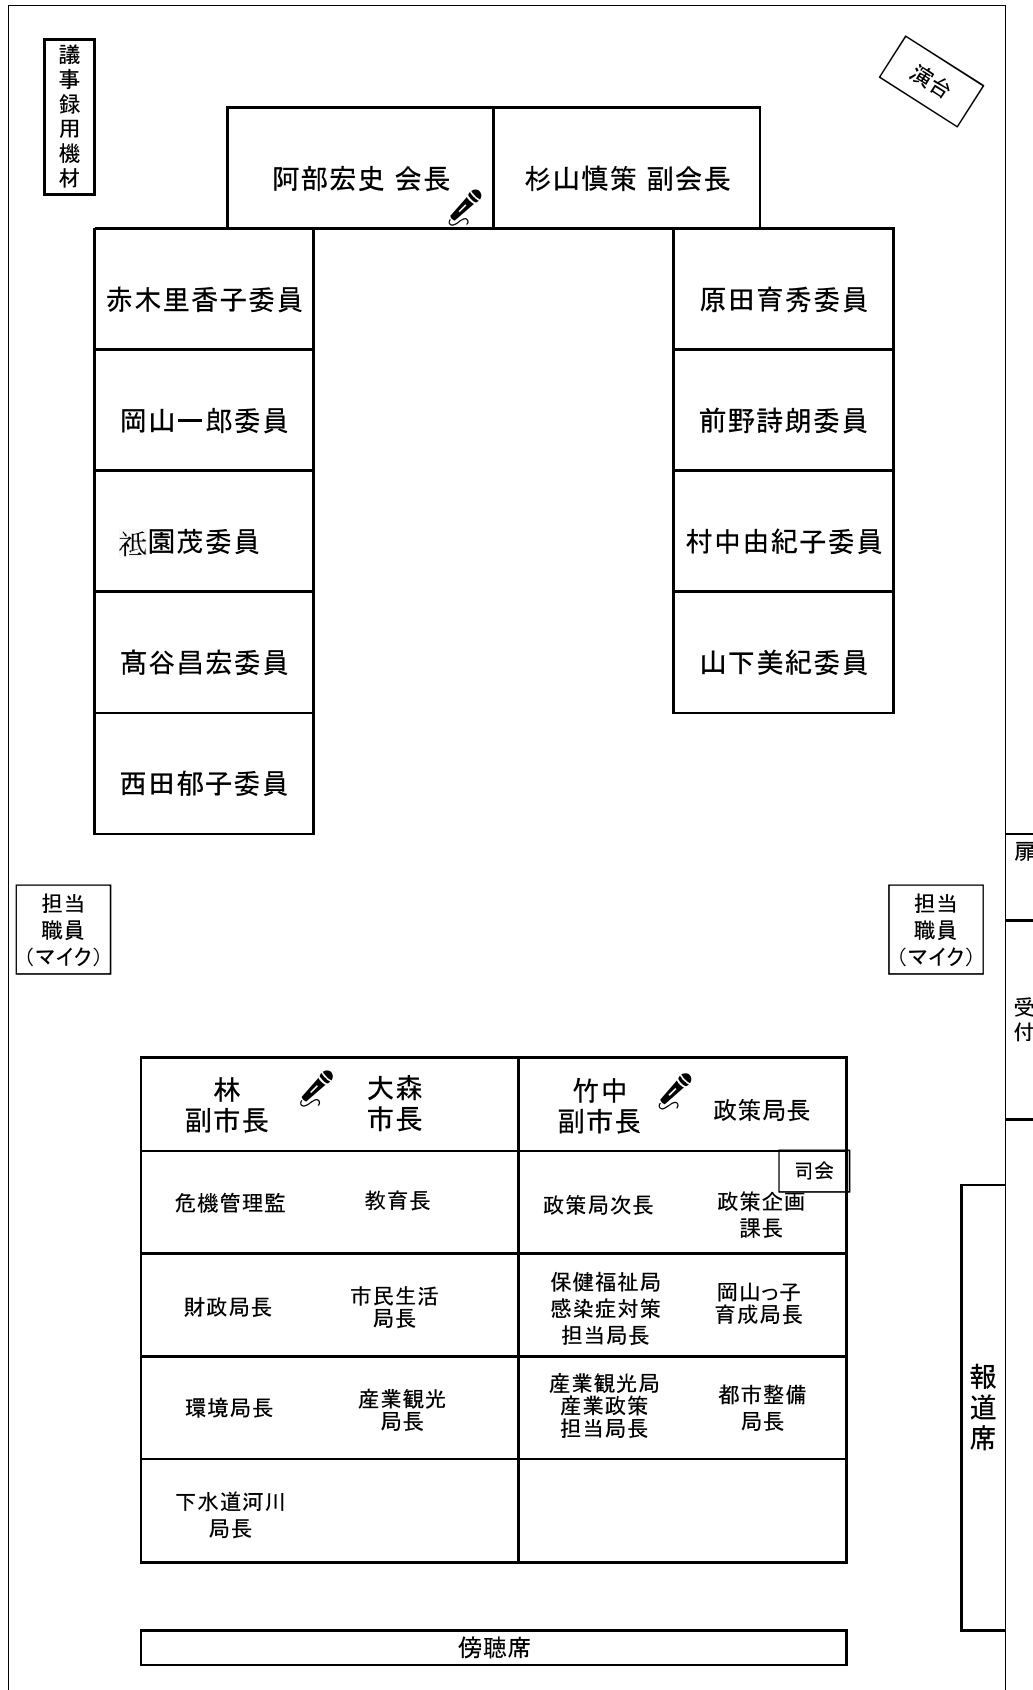 議事録用機材
演台
阿部宏史 会長
杉山慎策 副会長
赤木里香子委員
原田育秀委員
岡山一郎委員
前野詩朗委員
祗園茂委員
村中由紀子委員
髙谷昌宏委員
山下美紀委員
西田郁子委員
扉
担当
職員
（マイク）
担当
職員
（マイク）
受付
林
副市長
大森
市長
竹中
副市長
政策局長
司会
危機管理監
教育長
政策局次長
政策企画
課長
財政局長
市民生活
局長
保健福祉局
感染症対策
担当局長
岡山っ子
育成局長
環境局長
産業観光
局長
産業観光局
産業政策
担当局長
都市整備
局長
報道席
下水道河川
局長
傍聴席